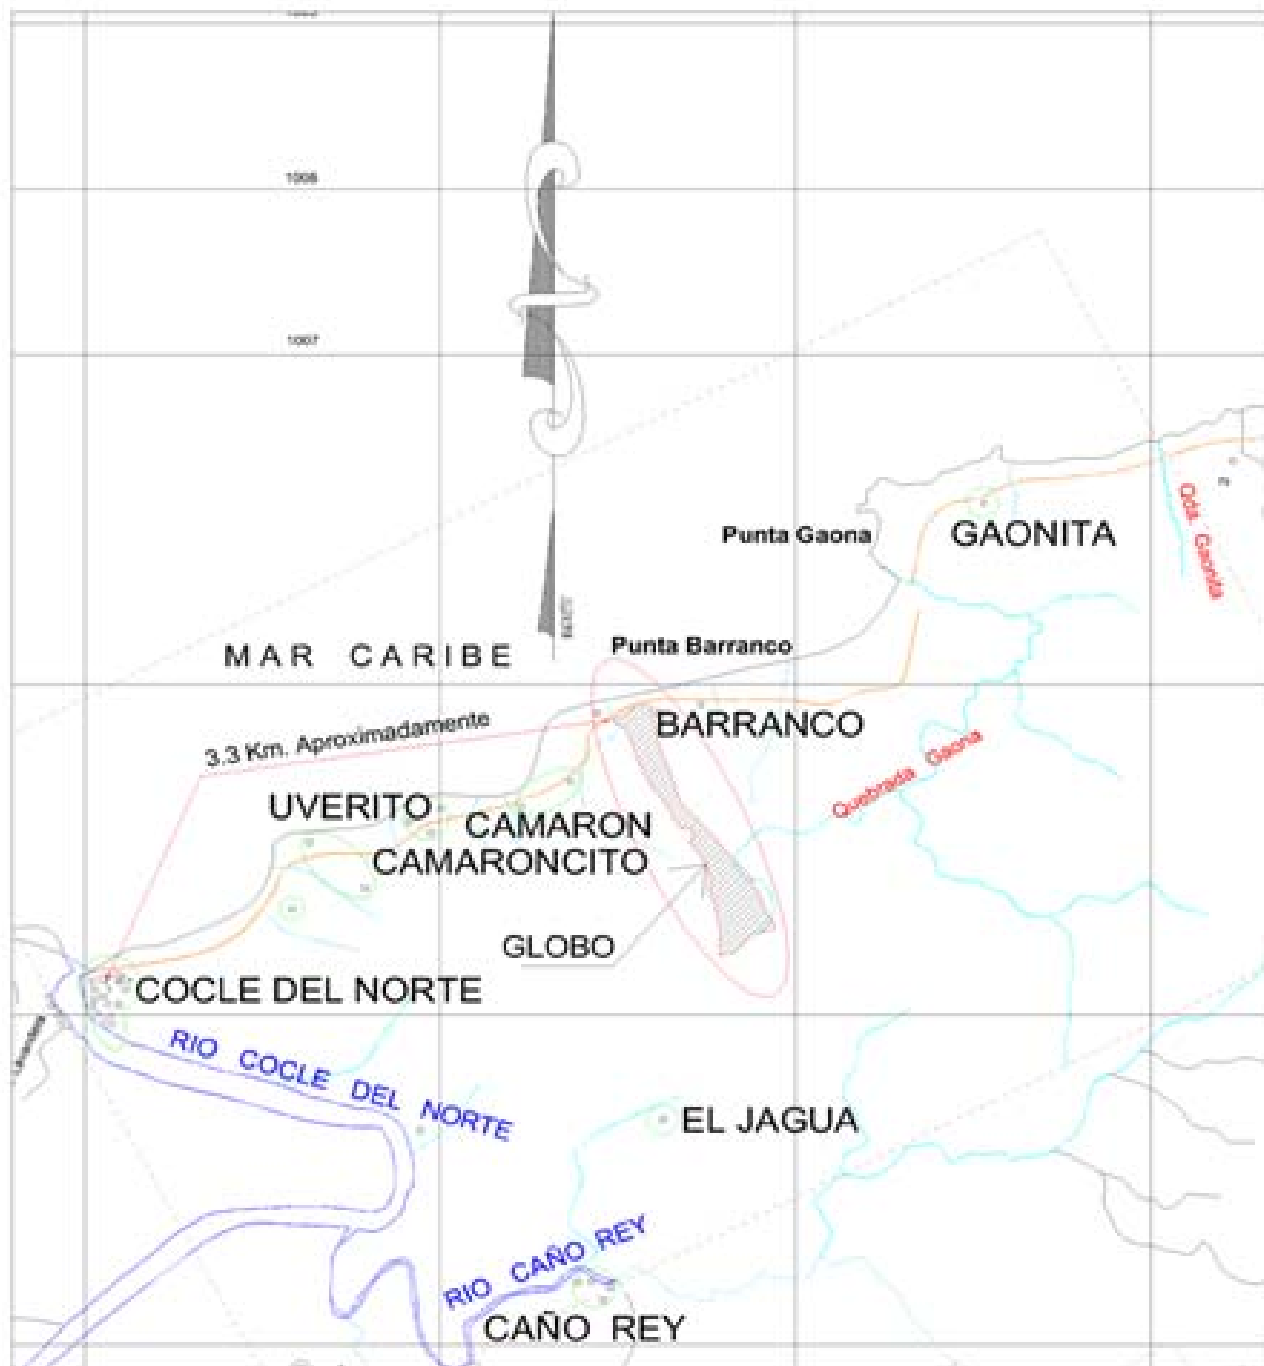 1008
1007
Punta Gaona
GAONITA
Qda. Gaonita
MAR CARIBE
Punta Barranco
3.3 Km. Aproximadamente
BARRANCO
Quebrada Gaona
UVERITO
CAMARON
CAMARONCITO
GLOBO
COCLE DEL NORTE
RIO COCLE DEL NORTE
EL JAGUA
RIO CAÑO REY
CAÑO REY